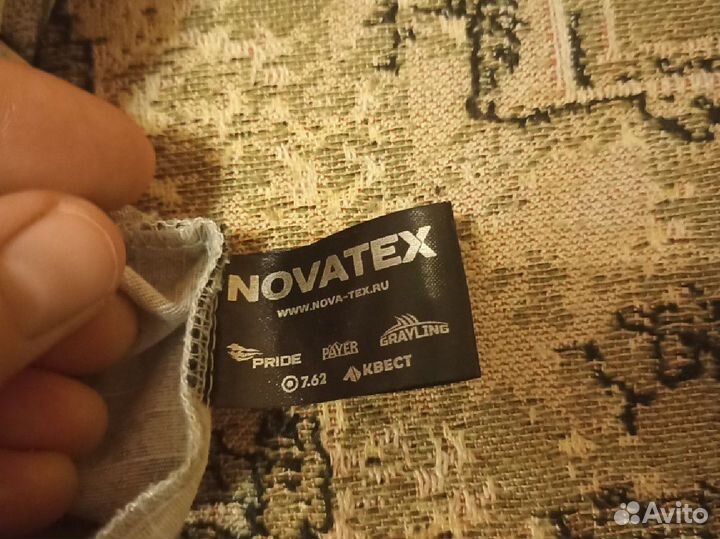 NOVATEX
WWW.NOVA-TEX.RU
PRIDE PAYER GRAYLING
7.62 КВЕСТ
Avito